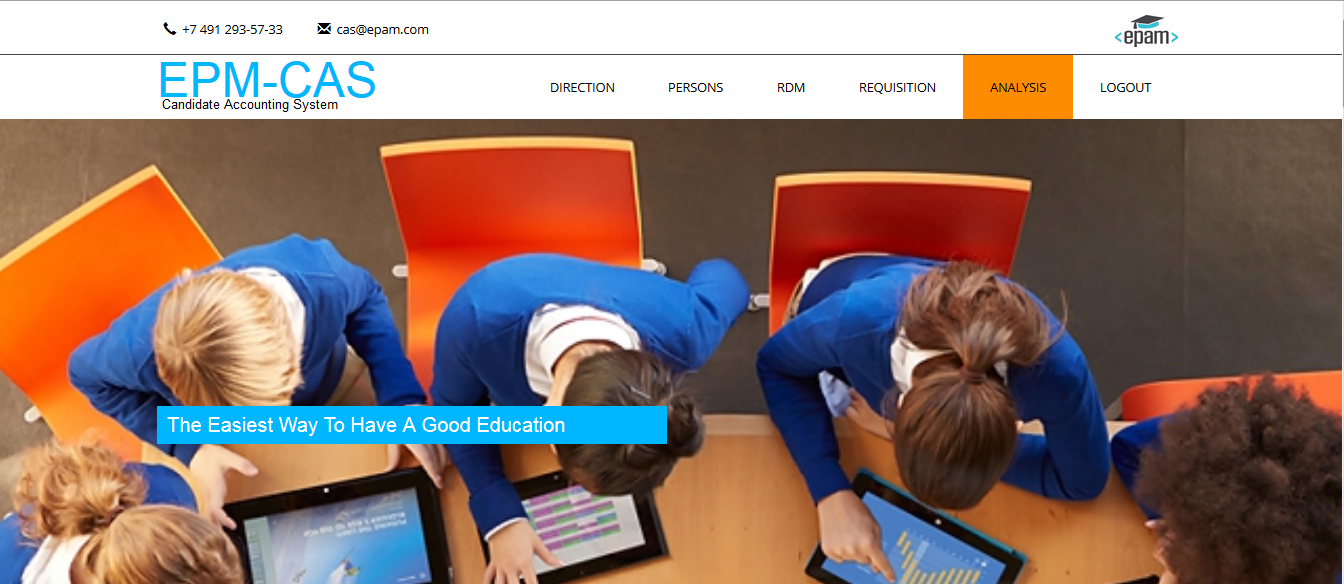 +7 491 293-57-33 cas@epam.com
<epam>
EPM-CAS
Candidate Accounting System
DIRECTION PERSONS RDM REQUISITION ANALYSIS LOGOUT
The Easiest Way To Have A Good Education